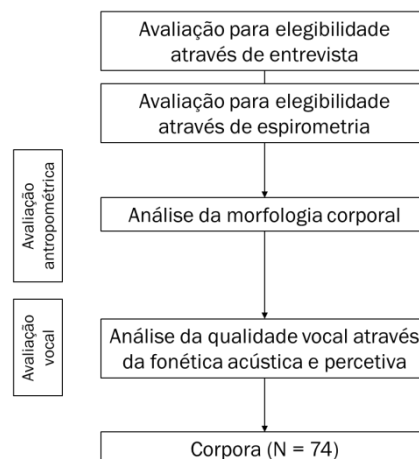 Avaliação para elegibilidade
através de entrevista
Avaliação para elegibilidade
através de espirometria
Avaliação
antropométrica
Análise da morfologia corporal
Avaliação
vocal
Análise da qualidade vocal através
da fonética acústica e percetiva
Corpora (N = 74)